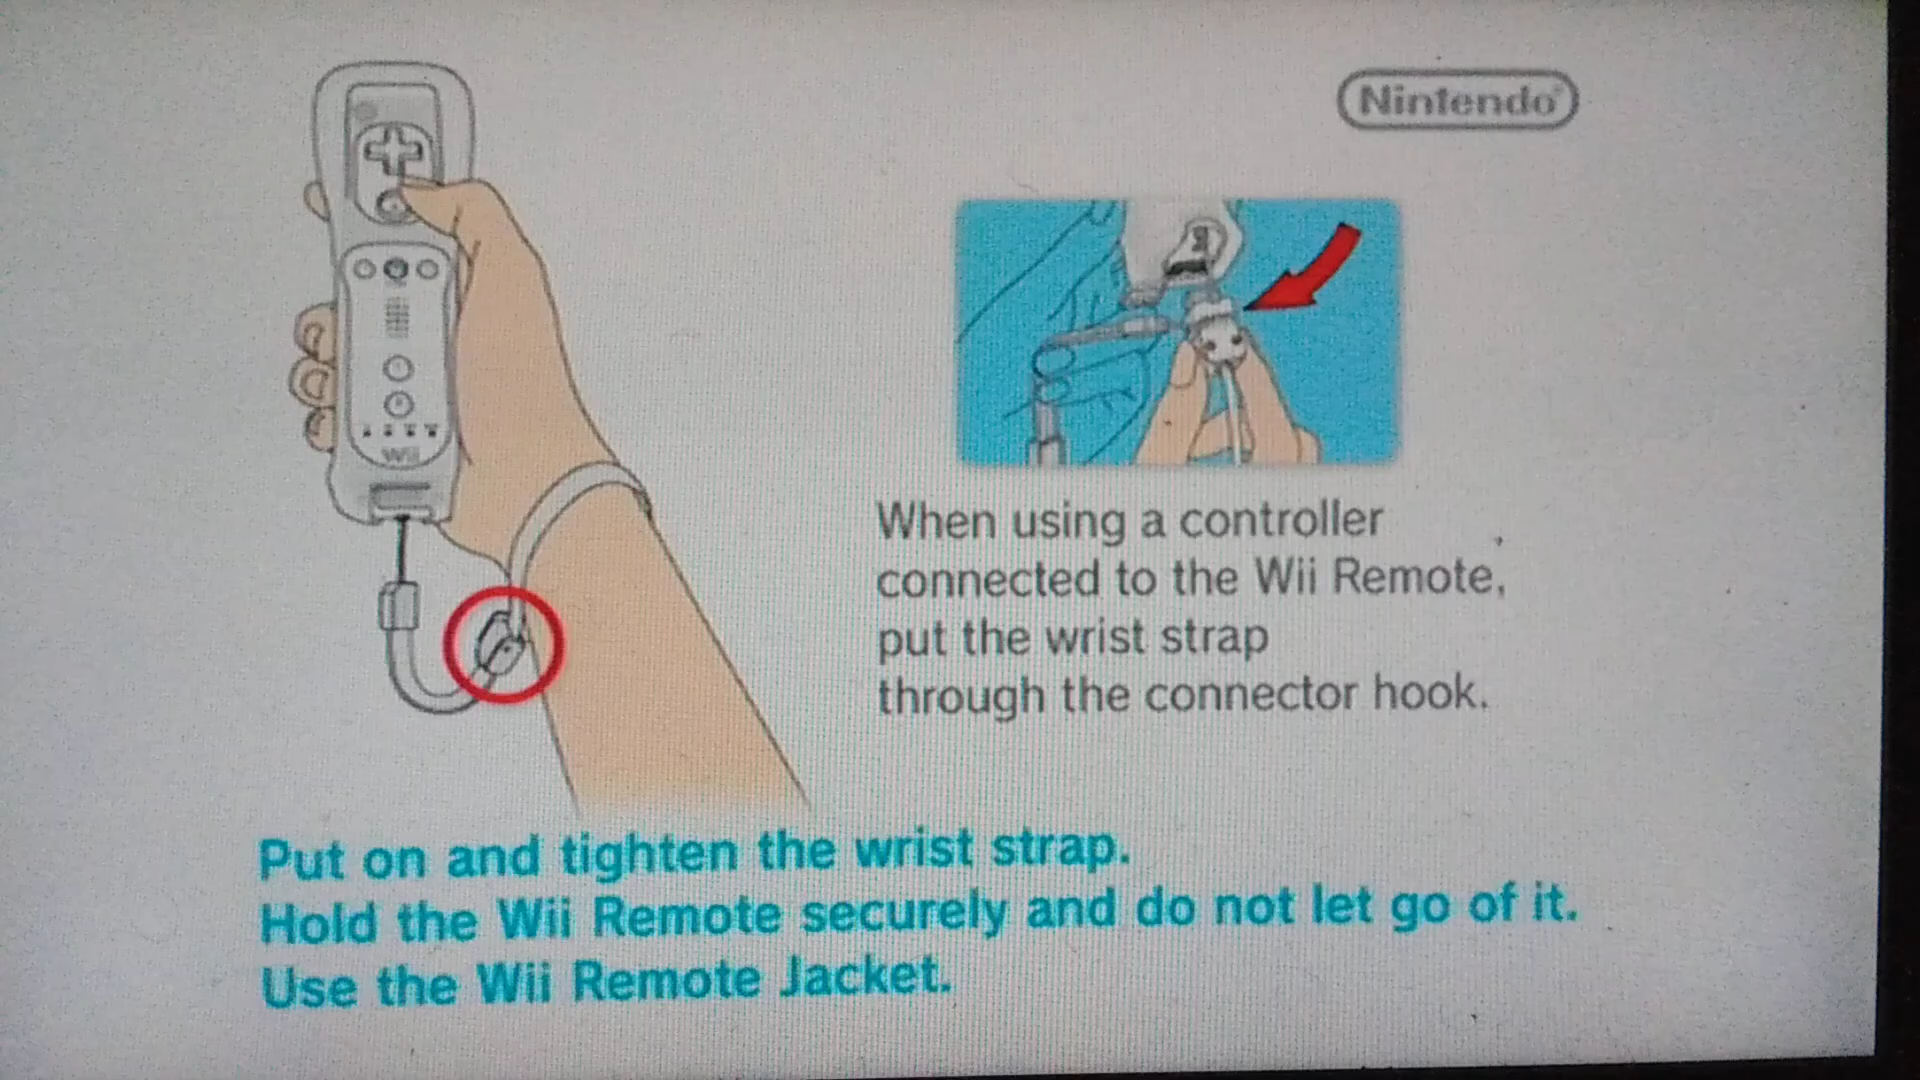 Nintendo
Wii
When using a controller
connected to the Wii Remote,
put the wrist strap
through the connector hook.
Put on and tighten the wrist strap.
Hold the Wii Remote securely and do not let go of it.
Use the Wii Remote Jacket.